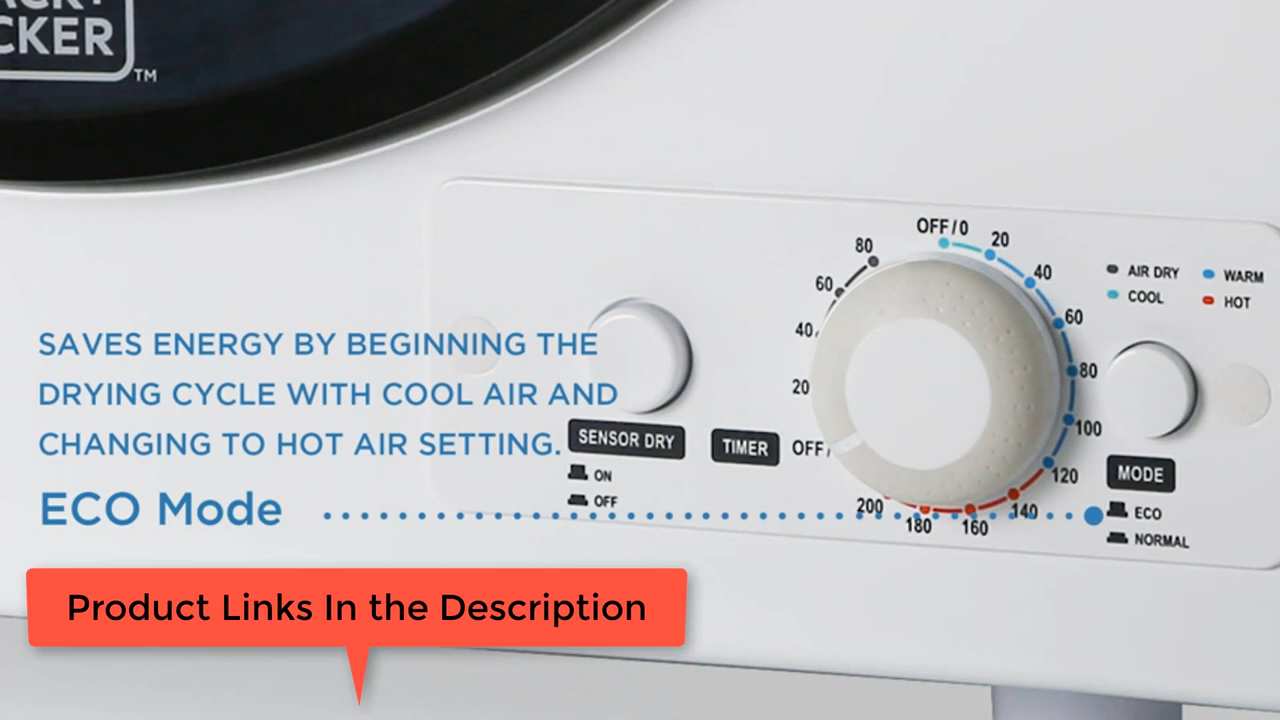 CKER
TM
SAVES ENERGY BY BEGINNING THE
DRYING CYCLE WITH COOL AIR AND
CHANGING TO HOT AIR SETTING.
ECO Mode
Product Links In the Description
SENSOR DRY
ON
OFF
TIMER
OFF/0
20
40
60
80
100
120
140
160
180
200
OFF/
20
40
60
80
AIR DRY
WARM
COOL
HOT
MODE
ECO
NORMAL